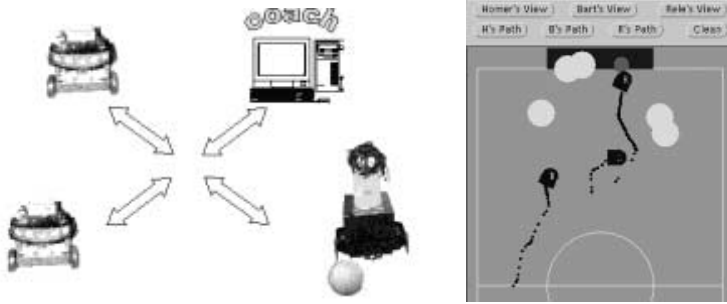 coach
Homer's View Bart's View Rele's View
H's Path B's Path R's Path Clean